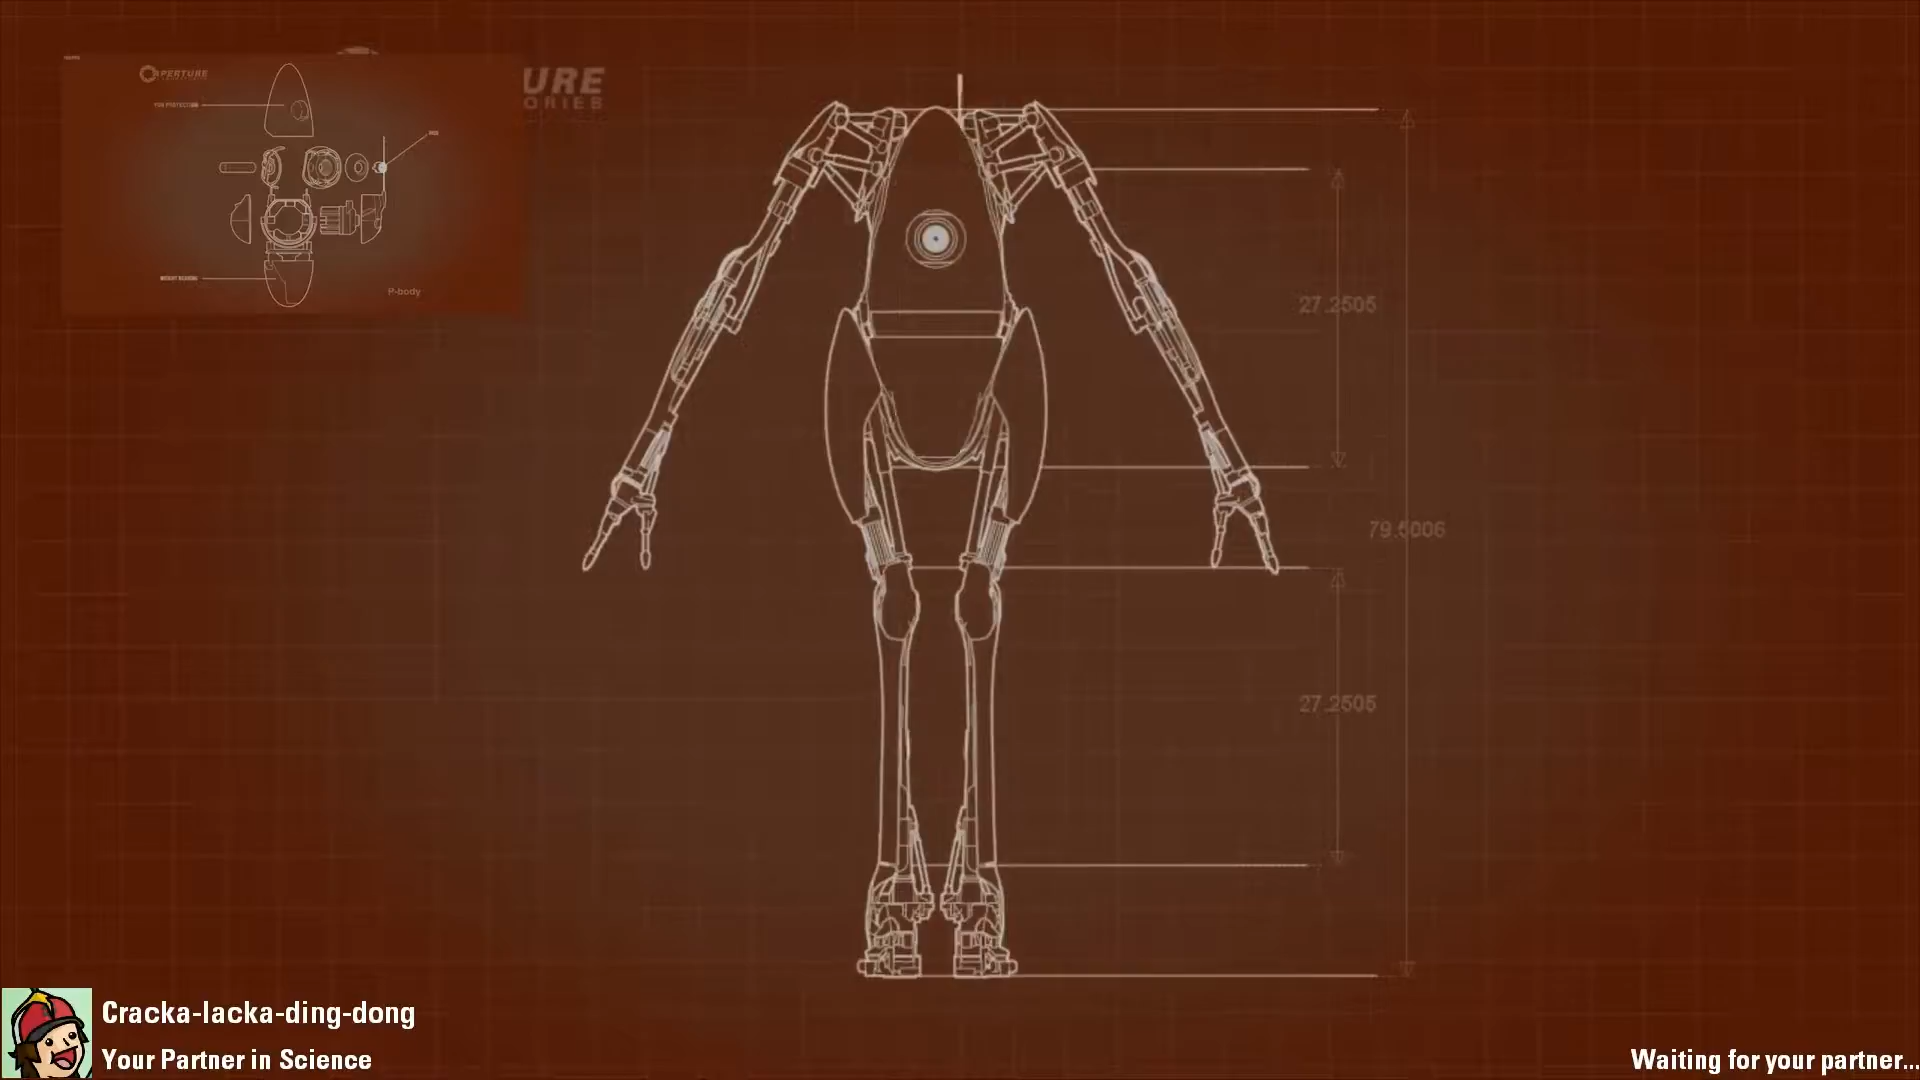 APERTURE
URE
ORIES
P-body
27.2505
79.5006
27.2505
Cracka-lacka-ding-dong
Your Partner in Science
Waiting for your partner...